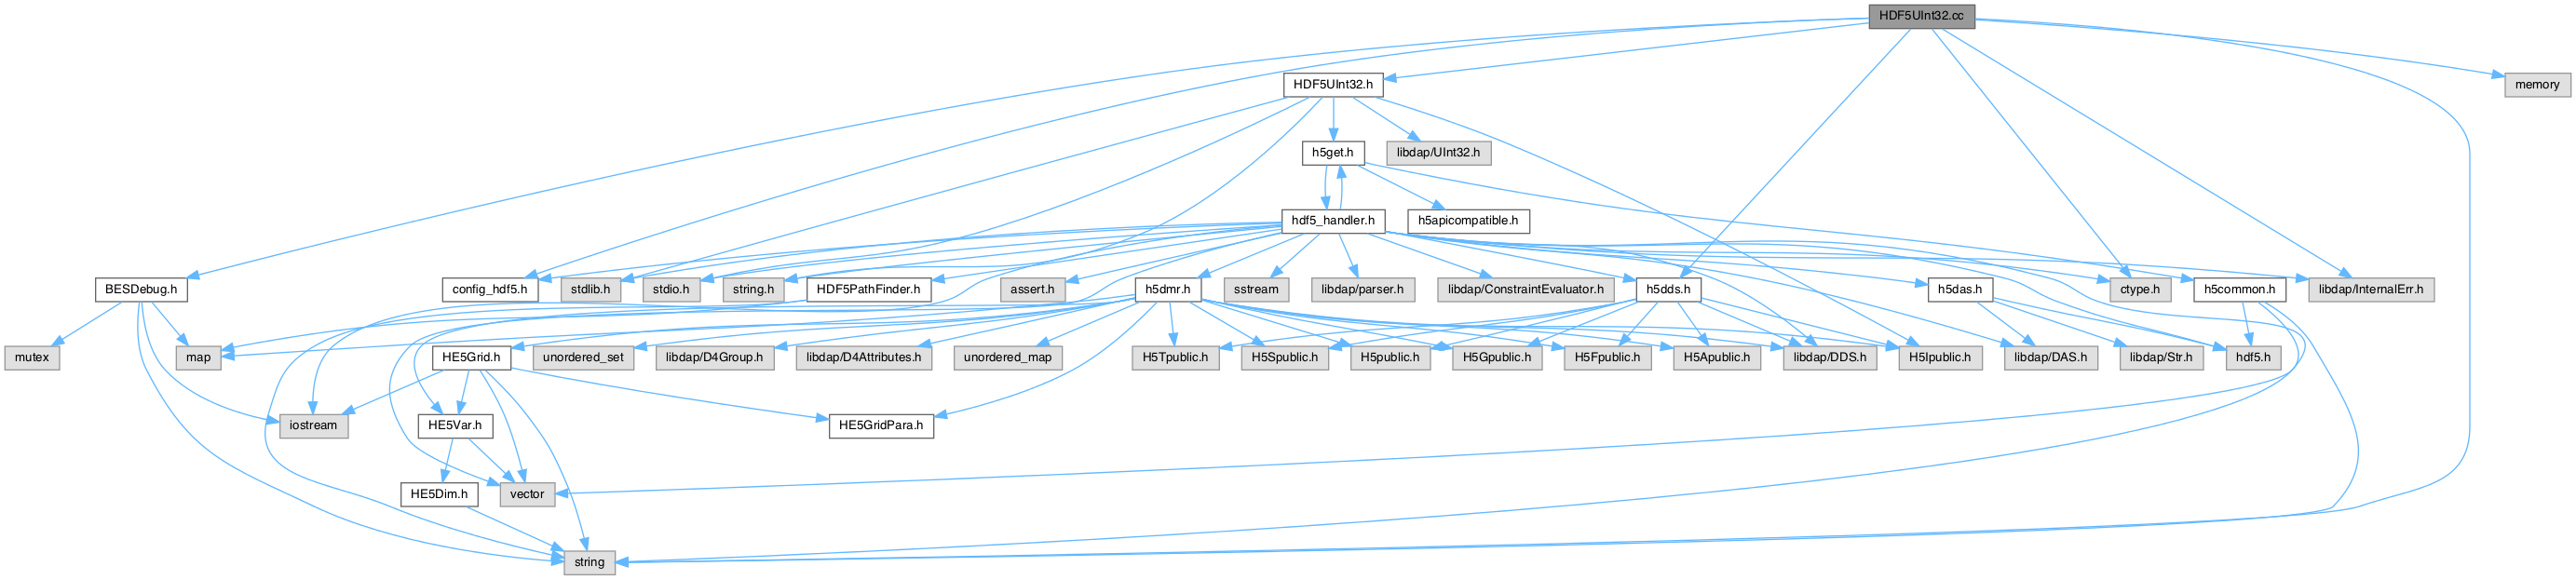 HDF5UInt32.cc
HDF5UInt32.h
memory
h5get.h
libdap/UInt32.h
hdf5_handler.h
h5apicompatible.h
BESDebug.h
config_hdf5.h
stdlib.h
stdio.h
string.h
HDF5PathFinder.h
assert.h
h5dmr.h
sstream
libdap/parser.h
libdap/ConstraintEvaluator.h
h5dds.h
h5das.h
ctype.h
h5common.h
libdap/InternalErr.h
mutex
map
HE5Grid.h
unordered_set
libdap/D4Group.h
libdap/D4Attributes.h
unordered_map
H5Tpublic.h
H5Spublic.h
H5public.h
H5Gpublic.h
H5Fpublic.h
H5Apublic.h
libdap/DDS.h
H5Ipublic.h
libdap/DAS.h
libdap/Str.h
hdf5.h
iostream
HE5Var.h
HE5GridPara.h
HE5Dim.h
vector
string